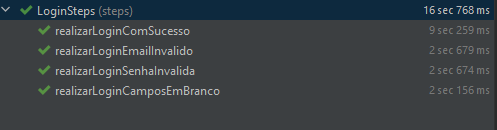 LoginSteps (steps) 16 sec 768 ms
realizarLoginComSucesso 9 sec 259 ms
realizarLoginEmailInvalido 2 sec 679 ms
realizarLoginSenhaInvalida 2 sec 674 ms
realizarLoginCamposEmBranco 2 sec 156 ms